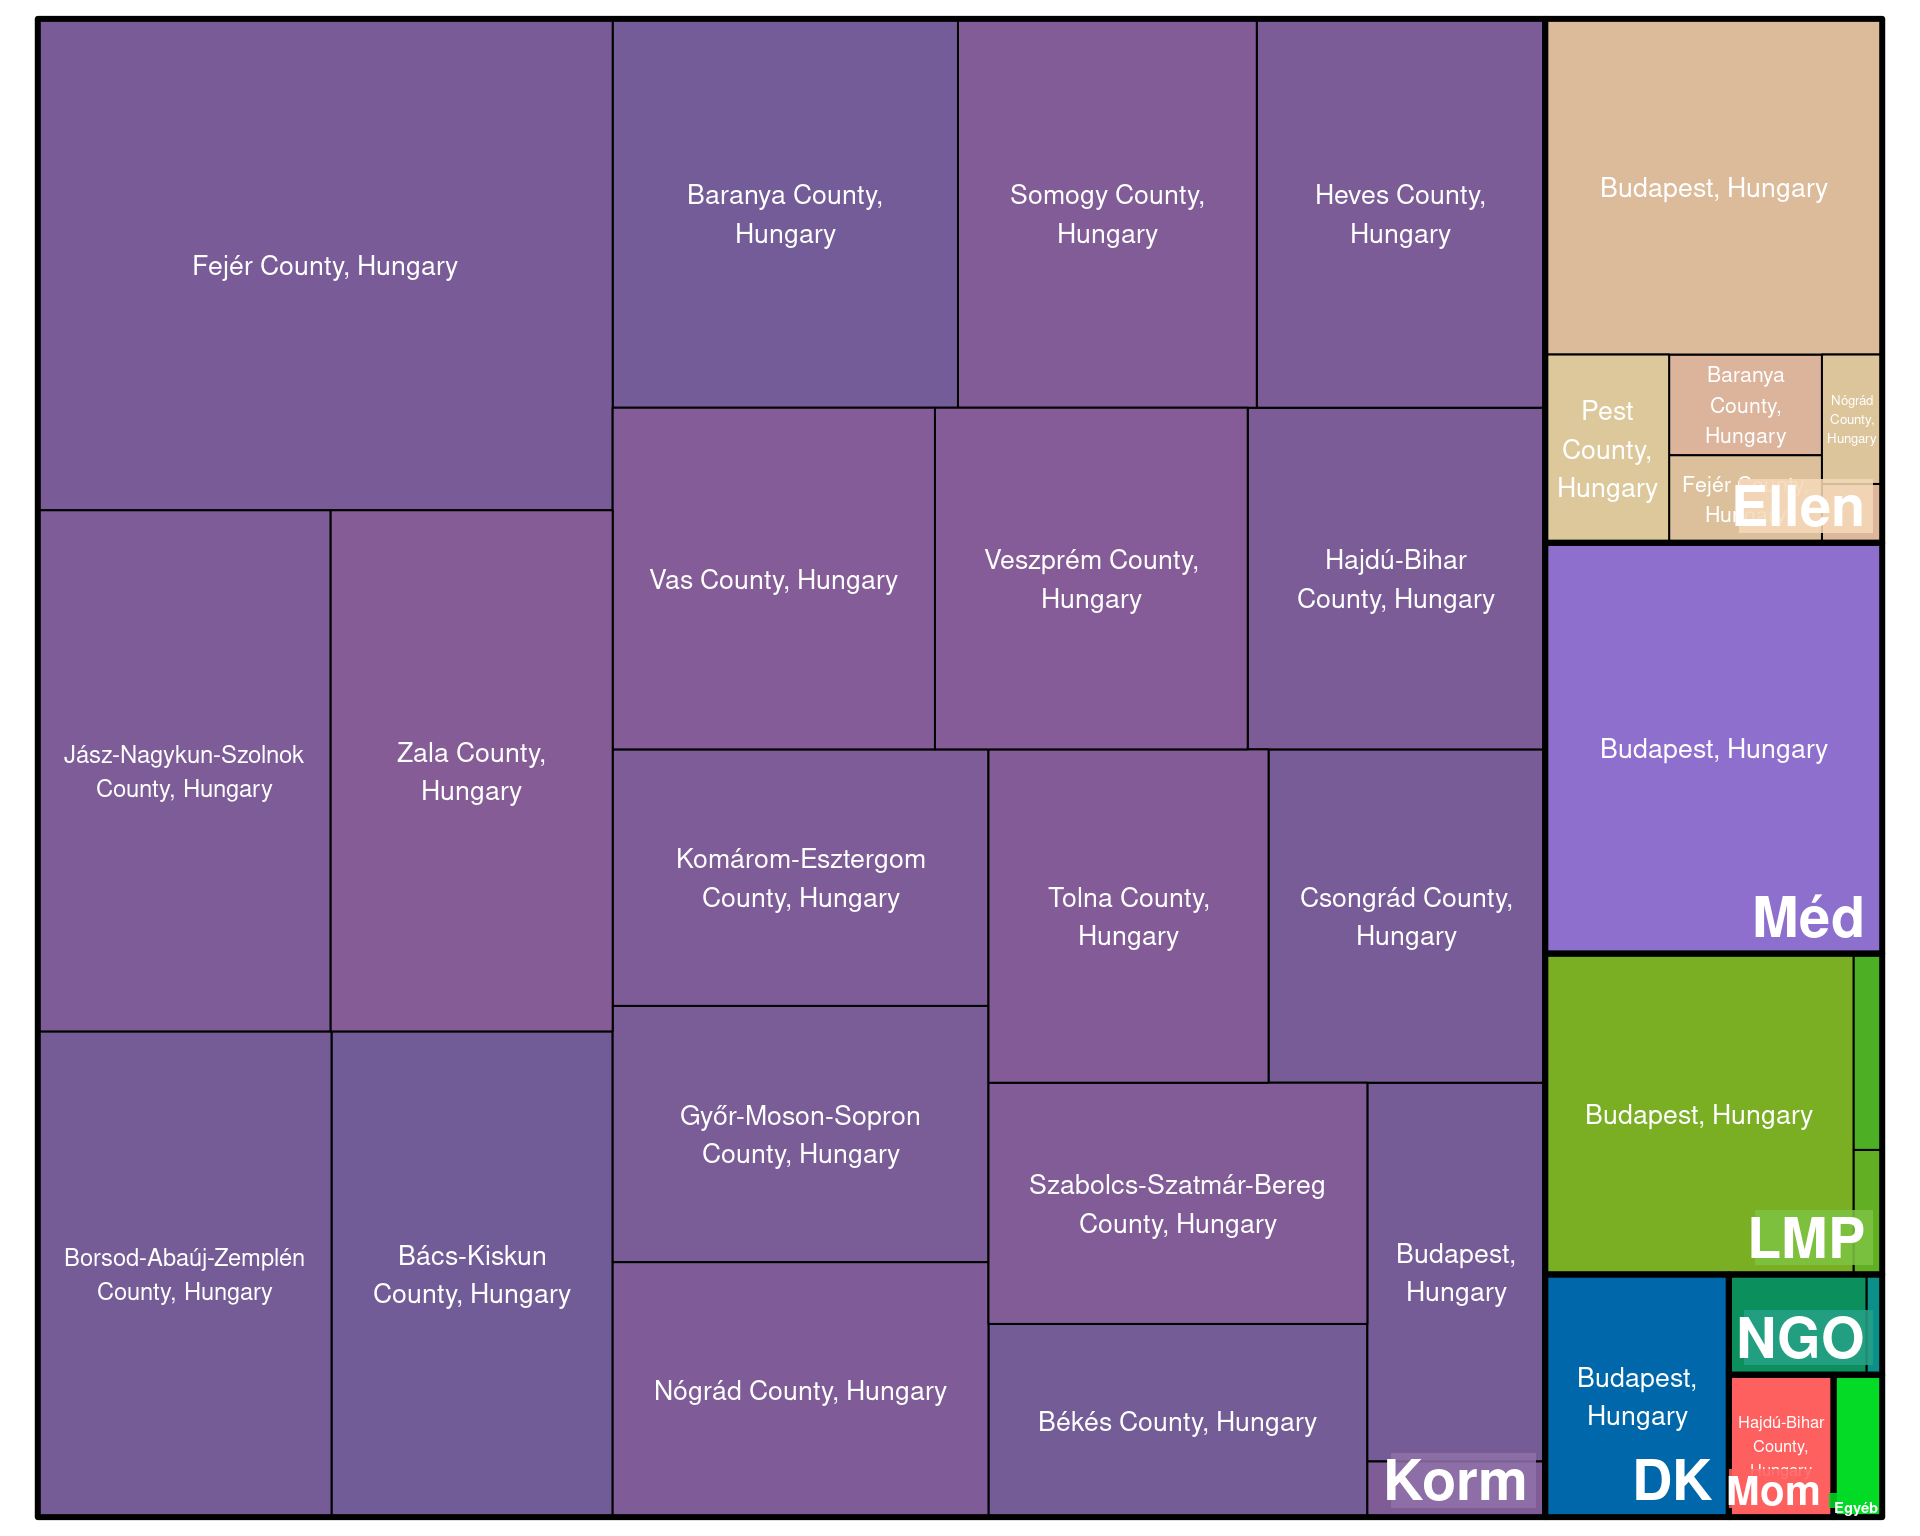 Fejér County, Hungary
Baranya County,
Hungary
Somogy County,
Hungary
Heves County,
Hungary
Budapest, Hungary
Pest
County,
Hungary
Baranya
County,
Hungary
Nógrád
County,
Hungary
Fejér County,
Hungary
Ellen
Jász-Nagykun-Szolnok
County, Hungary
Zala County,
Hungary
Vas County, Hungary
Veszprém County,
Hungary
Hajdú-Bihar
County, Hungary
Budapest, Hungary
Méd
Komárom-Esztergom
County, Hungary
Tolna County,
Hungary
Csongrád County,
Hungary
Budapest, Hungary
LMP
Győr-Moson-Sopron
County, Hungary
Szabolcs-Szatmár-Bereg
County, Hungary
Budapest,
Hungary
Borsod-Abaúj-Zemplén
County, Hungary
Bács-Kiskun
County, Hungary
Nógrád County, Hungary
Békés County, Hungary
Korm
Budapest,
Hungary
DK
NGO
Hajdú-Bihar
County,
Hungary
Mom
Egyéb